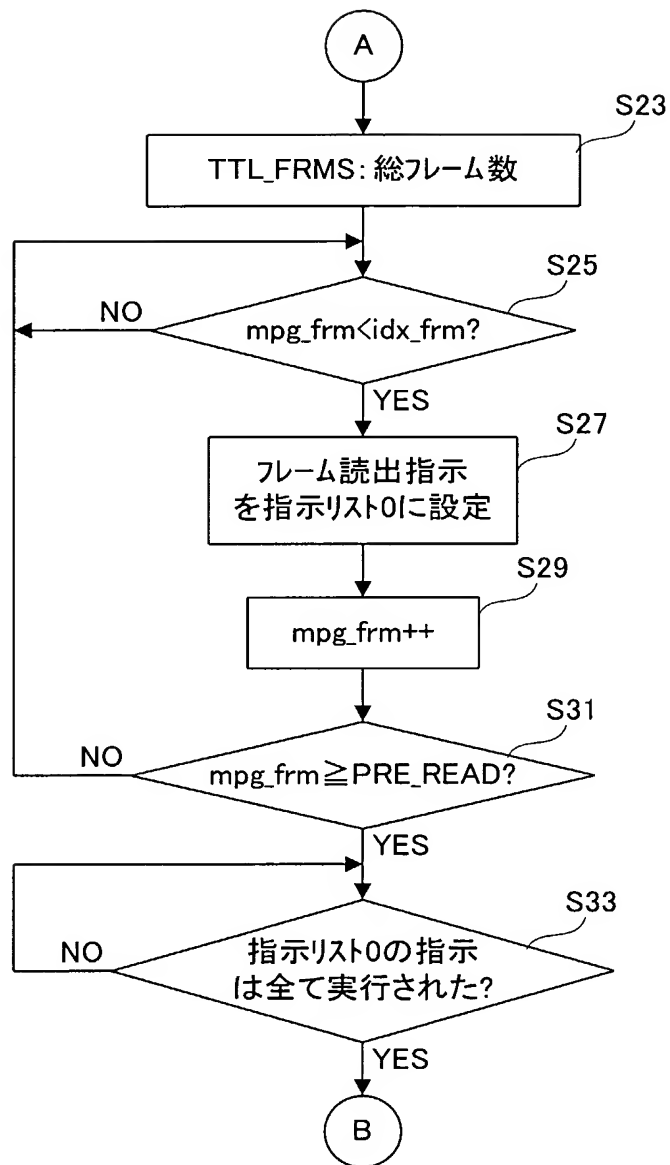 A
S23
TTL_FRMS: 総フレーム数
S25
NO
mpg_frm<idx_frm?
YES
S27
フレーム読出指示
を指示リスト0に設定
S29
mpg_frm++
S31
NO
mpg_frm≧PRE_READ?
YES
S33
NO
指示リスト0の指示
は全て実行された?
YES
B